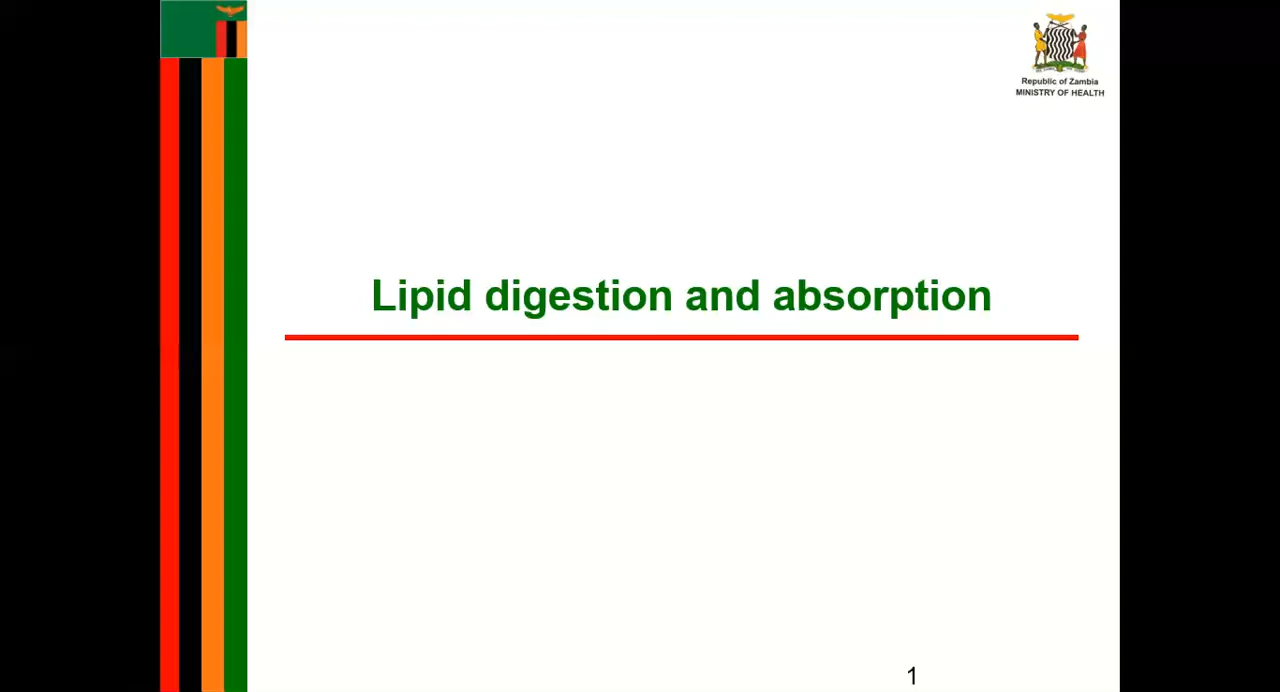 Republic of Zambia
MINISTRY OF HEALTH
Lipid digestion and absorption
1